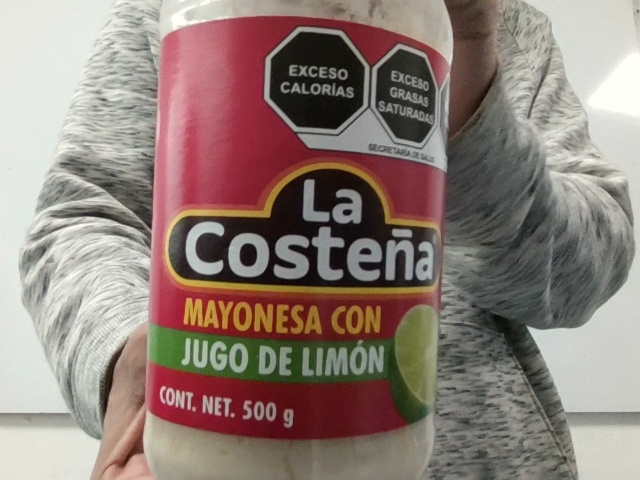 EXCESO
CALORÍAS
EXCESO
GRASAS
SATURADAS
SECRETARÍA DE SALUD
La
Costeña
MAYONESA CON
JUGO DE LIMÓN
CONT. NET. 500 g